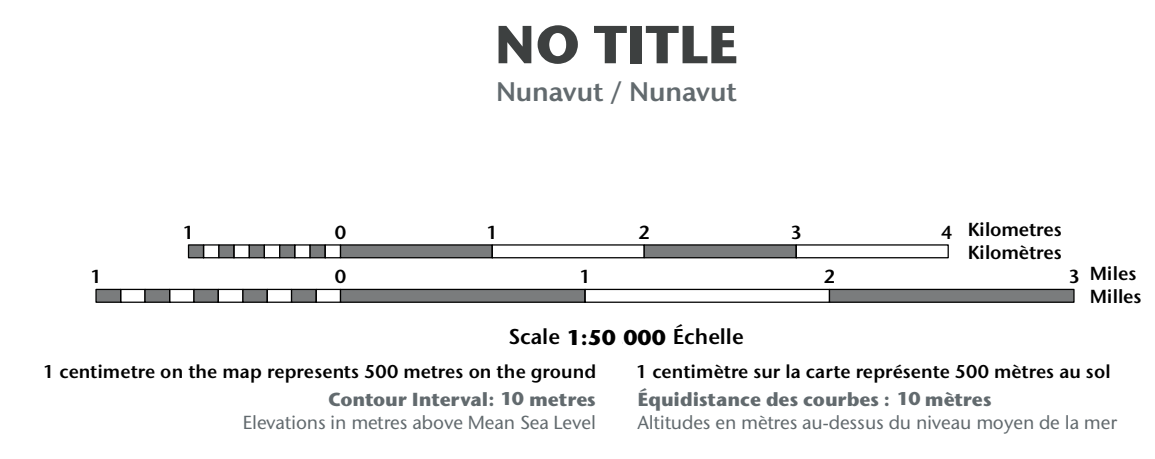 NO TITLE
Nunavut / Nunavut
1 0 1 2 3 4 Kilometres
Kilomètres
1 0 1 2 3 Miles
Milles
Scale 1:50 000 Échelle
1 centimetre on the map represents 500 metres on the ground
Contour Interval: 10 metres
Elevations in metres above Mean Sea Level
1 centimètre sur la carte représente 500 mètres au sol
Équidistance des courbes : 10 mètres
Altitudes en mètres au-dessus du niveau moyen de la mer